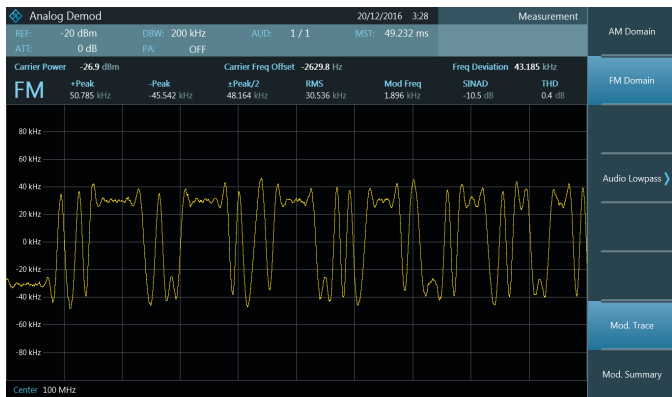 Analog Demod 20/12/2016 3:28 Measurement
REF: -20 dBm DBW: 200 kHz AUD: 1 / 1 MST: 49.232 ms
ATT: 0 dB PA: OFF
Carrier Power -26.9 dBm Carrier Freq Offset -2629.8 Hz Freq Deviation 43.185 kHz
FM +Peak -Peak ±Peak/2 RMS Mod Freq SINAD THD
50.785 kHz -45.542 kHz 48.164 kHz 30.536 kHz 1.896 kHz -10.5 dB 0.4 dB
80 kHz
60 kHz
40 kHz
20 kHz
0 kHz
-20 kHz
-40 kHz
-60 kHz
-80 kHz
Center 100 MHz
AM Domain
FM Domain
Audio Lowpass
Mod. Trace
Mod. Summary